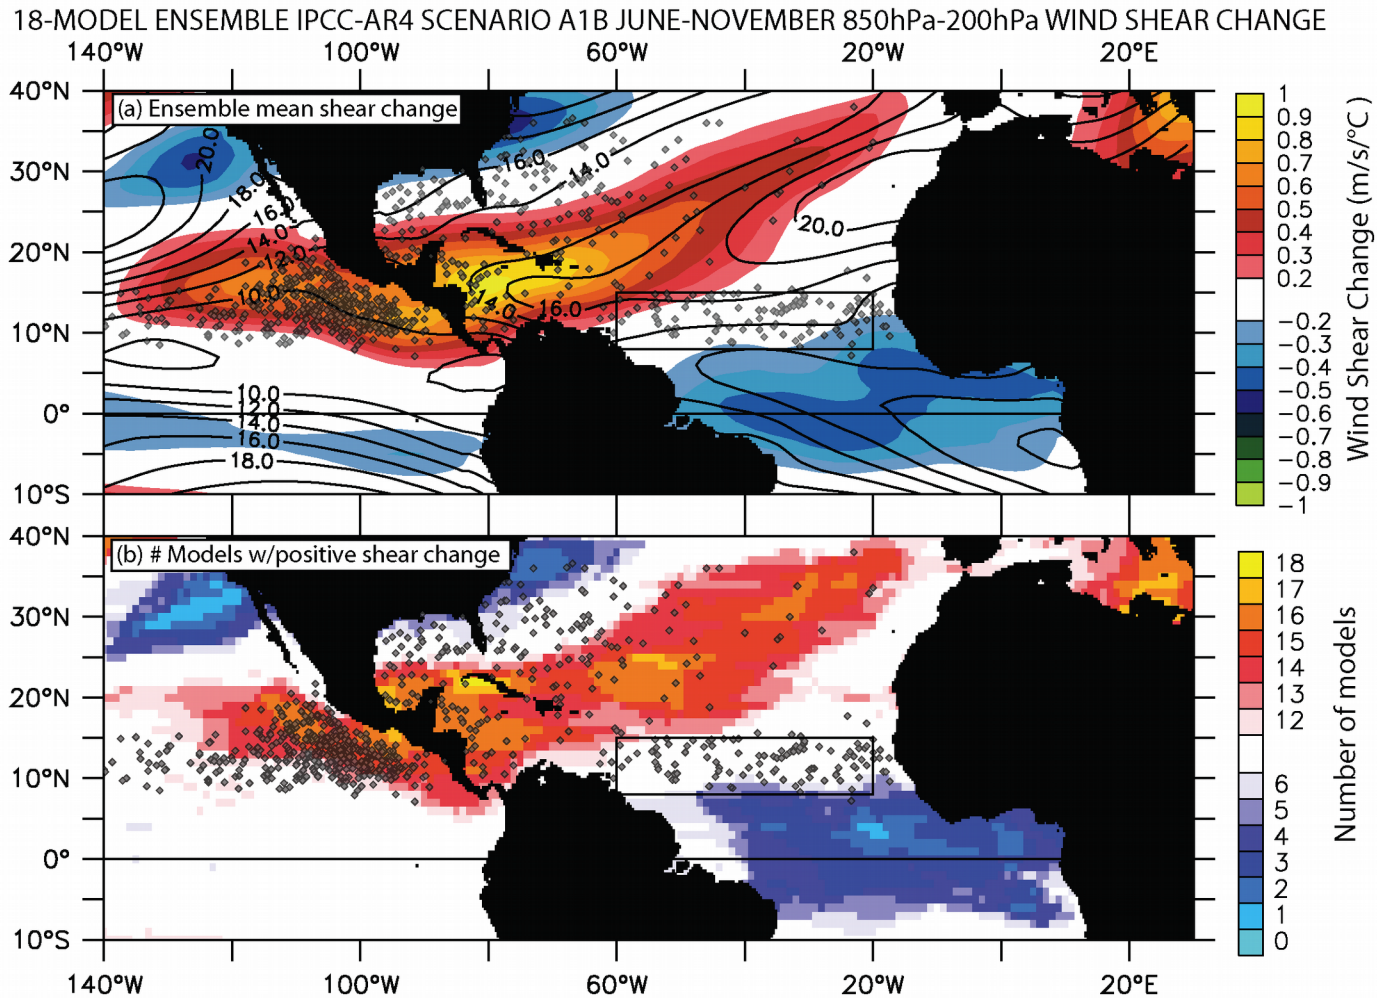 18-MODEL ENSEMBLE IPCC-AR4 SCENARIO A1B JUNE-NOVEMBER 850hPa-200hPa WIND SHEAR CHANGE
140°W 100°W 60°W 20°W 20°E
(a) Ensemble mean shear change
40°N
30°N
20°N
10°N
0°
10°S
20.0
18.0
16.0
14.0
12.0
10.0
16.0
14.0
20.0
14.0
16.0
10.0
12.0
14.0
16.0
18.0
1
0.9
0.8
0.7
0.6
0.5
0.4
0.3
0.2
−0.2
−0.3
−0.4
−0.5
−0.6
−0.7
−0.8
−0.9
−1
Wind Shear Change (m/s/°C )
(b) # Models w/positive shear change
40°N
30°N
20°N
10°N
0°
10°S
18
17
16
15
14
13
12
6
5
4
3
2
1
0
Number of models
140°W 100°W 60°W 20°W 20°E